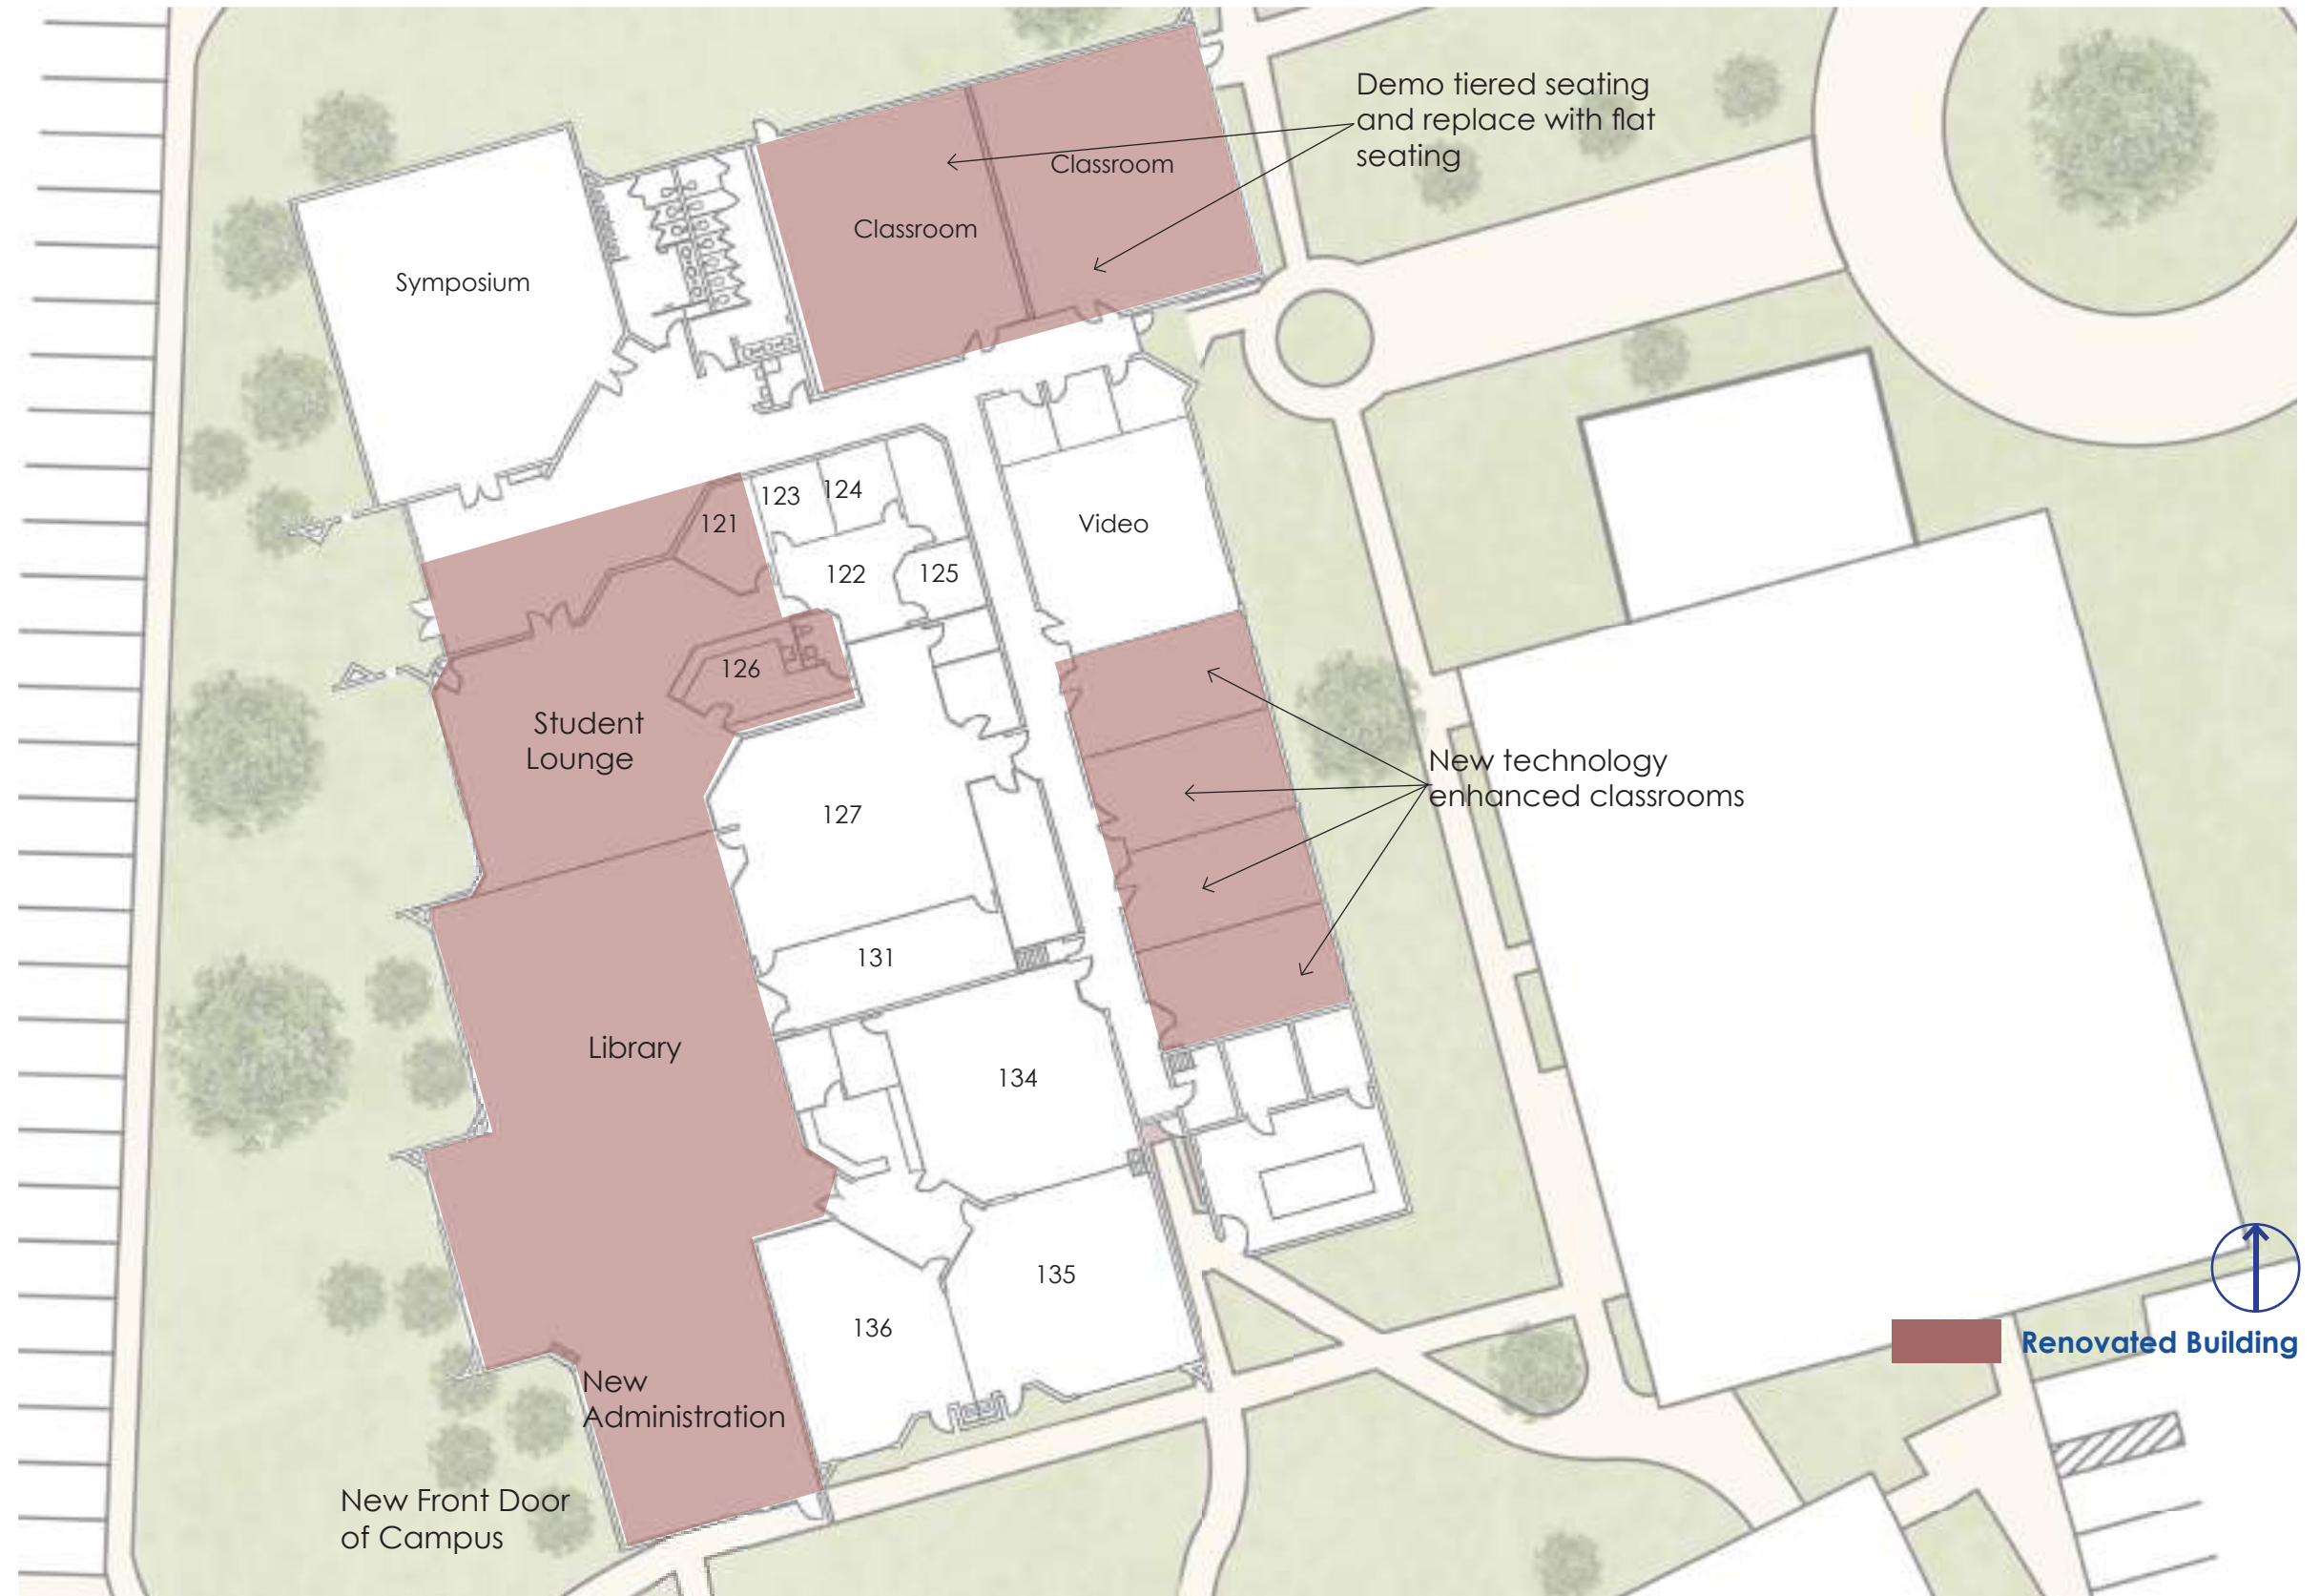 Demo tiered seating
and replace with flat
seating
Classroom
Classroom
Symposium
123
124
121
Video
122
125
126
Student
Lounge
New technology
enhanced classrooms
127
131
Library
134
135
136
Renovated Building
New
Administration
New Front Door
of Campus